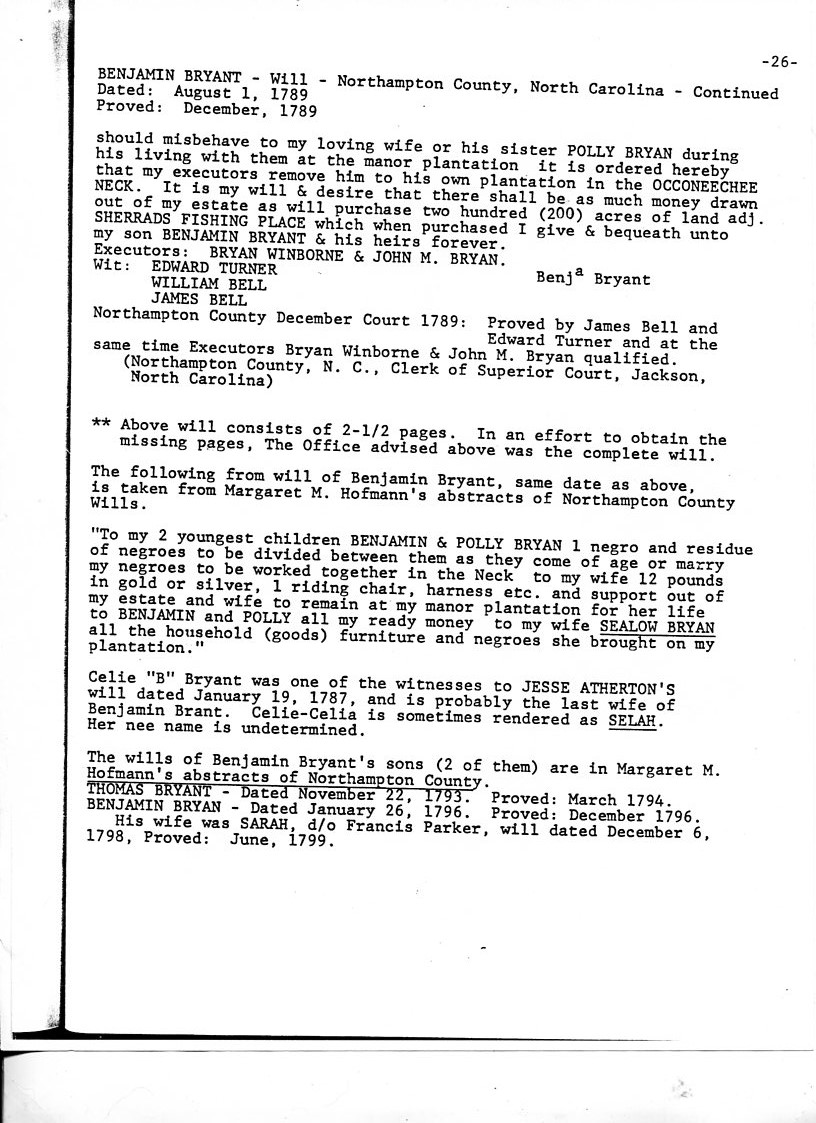 -26-
BENJAMIN BRYANT - Will - Northampton County, North Carolina - Continued
Dated: August 1, 1789
Proved: December, 1789
should misbehave to my loving wife or his sister POLLY BRYAN during
his living with them at the manor plantation it is ordered hereby
that my executors remove him to his own plantation in the OCCONEECHEE
NECK. It is my will & desire that there shall be as much money drawn
out of my estate as will purchase two hundred (200) acres of land adj.
SHERRADS FISHING PLACE which when purchased I give & bequeath unto
my son BENJAMIN BRYANT & his heirs forever.
Executors: BRYAN WINBORNE & JOHN M. BRYAN.
Wit: EDWARD TURNER
WILLIAM BELL
JAMES BELL
Benja Bryant
Northampton County December Court 1789: Proved by James Bell and
Edward Turner and at the
same time Executors Bryan Winborne & John M. Bryan qualified.
(Northampton County, N. C., Clerk of Superior Court, Jackson,
North Carolina)
** Above will consists of 2-1/2 pages. In an effort to obtain the
missing pages, The Office advised above was the complete will.
The following from will of Benjamin Bryant, same date as above,
is taken from Margaret M. Hofmann's abstracts of Northampton County
Wills.
"To my 2 youngest children BENJAMIN & POLLY BRYAN 1 negro and residue
of negroes to be divided between them as they come of age or marry
my negroes to be worked together in the Neck to my wife 12 pounds
in gold or silver, 1 riding chair, harness etc. and support out of
my estate and wife to remain at my manor plantation for her life
to BENJAMIN and POLLY all my ready money to my wife SEALOW BRYAN
all the household (goods) furniture and negroes she brought on my
plantation."
Celie "B" Bryant was one of the witnesses to JESSE ATHERTON'S
will dated January 19, 1787, and is probably the last wife of
Benjamin Brant. Celie-Celia is sometimes rendered as SELAH.
Her nee name is undetermined.
The wills of Benjamin Bryant's sons (2 of them) are in Margaret M.
Hofmann's abstracts of Northampton County.
THOMAS BRYANT - Dated November 22, 1793. Proved: March 1794.
BENJAMIN BRYAN - Dated January 26, 1796. Proved: December 1796.
His wife was SARAH, d/o Francis Parker, will dated December 6,
1798, Proved: June, 1799.